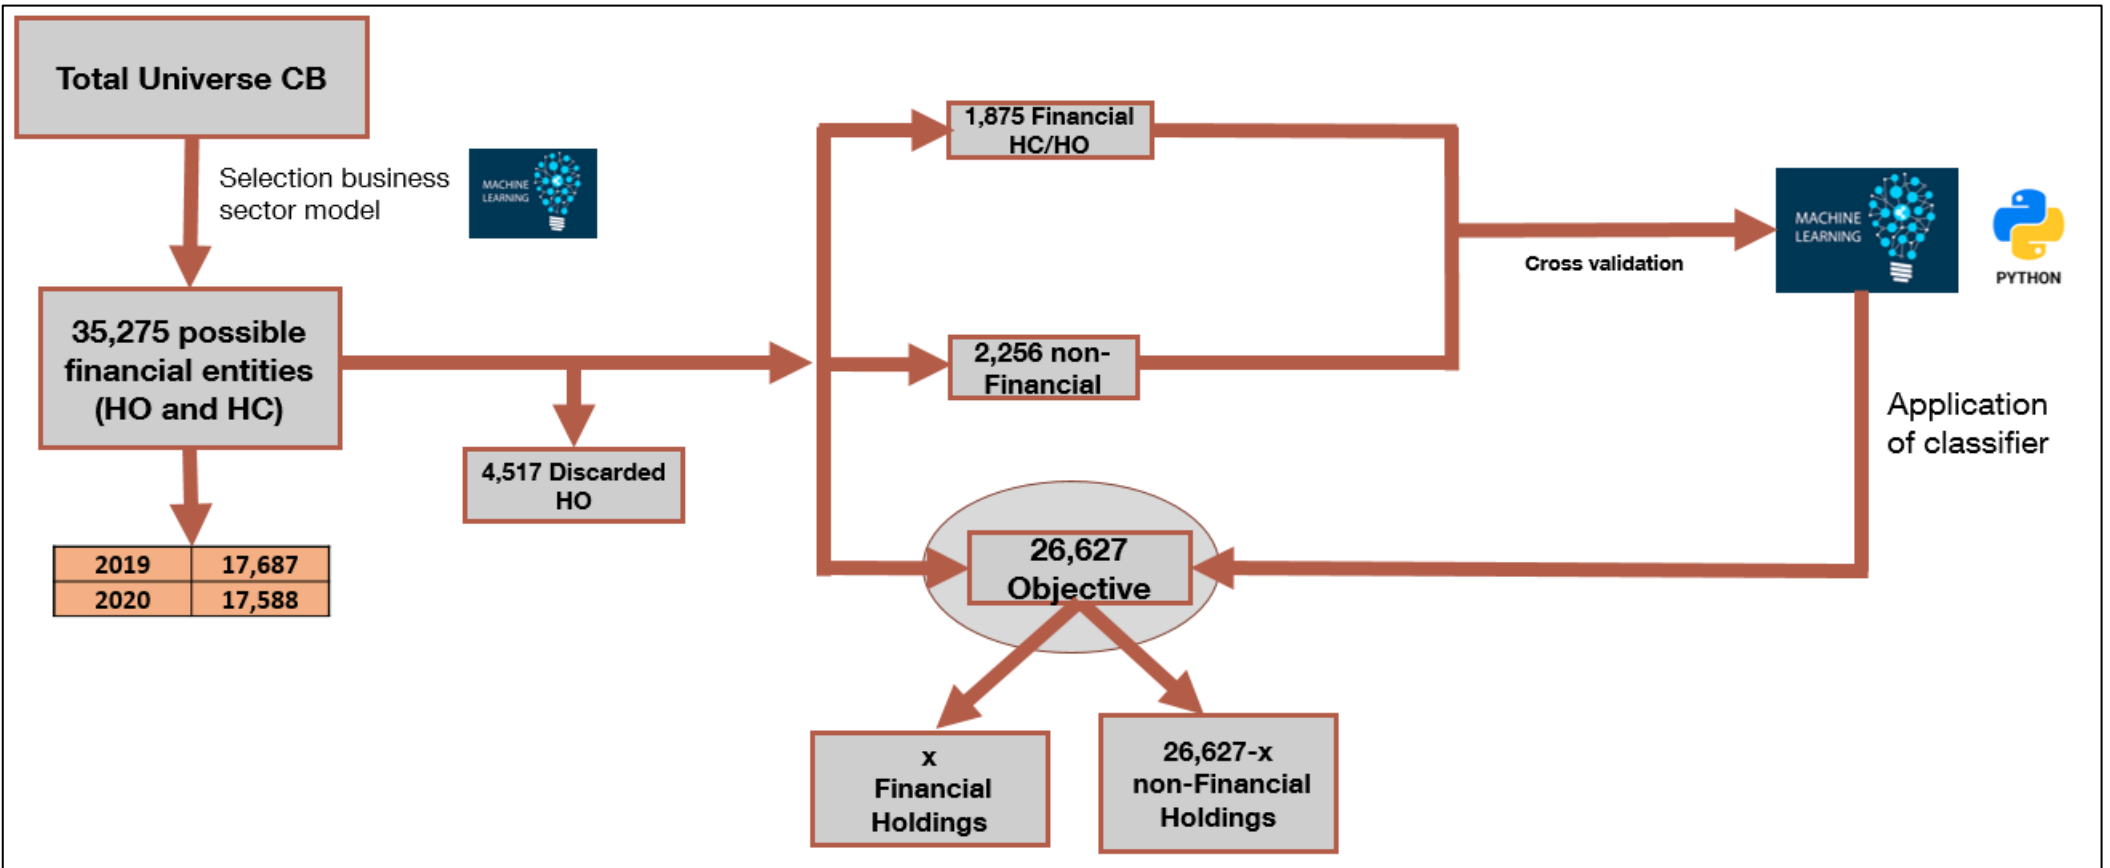 Total Universe CB
Selection business
sector model
MACHINE
LEARNING
35,275 possible
financial entities
(HO and HC)
2019 17,687
2020 17,588
4,517 Discarded
HO
1,875 Financial
HC/HO
2,256 non-
Financial
26,627
Objective
x
Financial
Holdings
26,627-x
non-Financial
Holdings
Cross validation
MACHINE
LEARNING
PYTHON
Application
of classifier